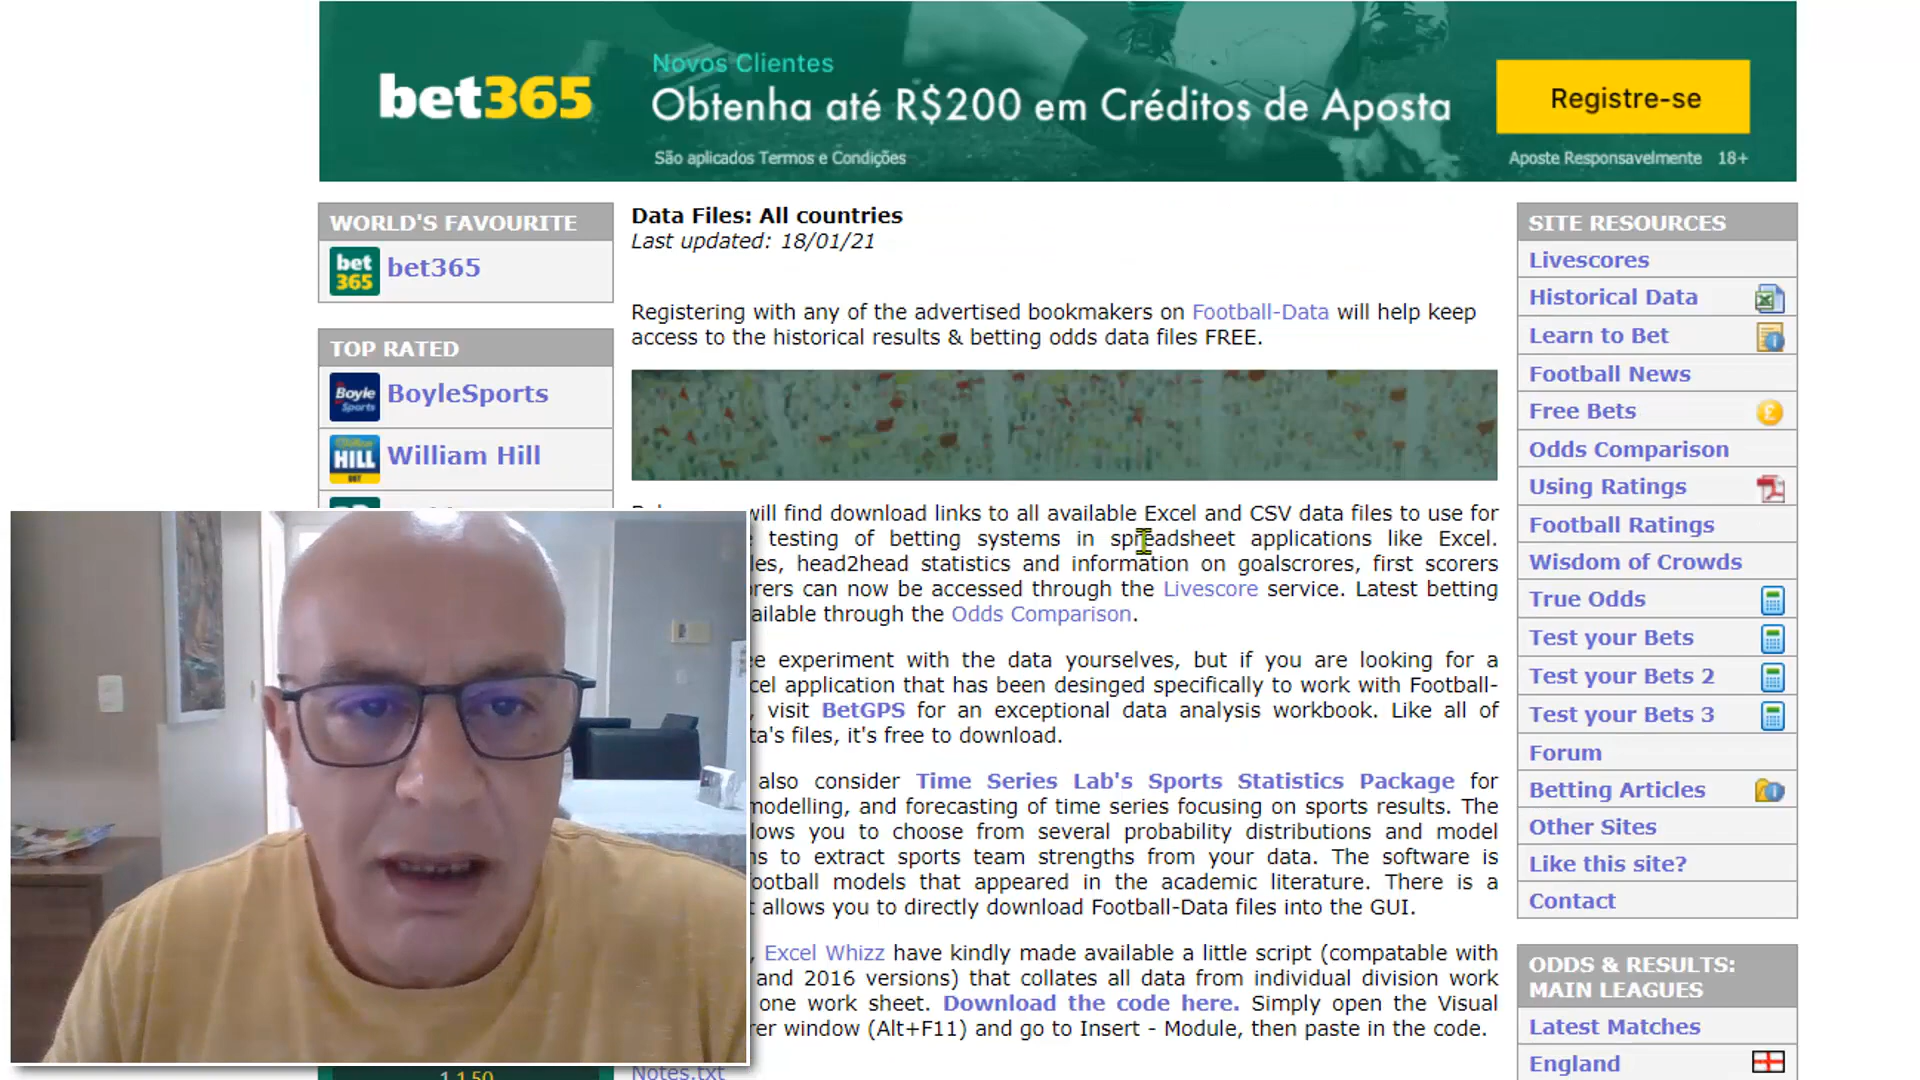 bet365
Novos Clientes
Obtenha até R$200 em Créditos de Aposta
São aplicados Termos e Condições
Registre-se
Aposte Responsavelmente 18+
WORLD'S FAVOURITE
bet 365
bet365
TOP RATED
Boyle Sports
BoyleSports
William HILL BET
William Hill
Data Files: All countries
Last updated: 18/01/21
Registering with any of the advertised bookmakers on Football-Data will help keep
access to the historical results & betting odds data files FREE.
will find download links to all available Excel and CSV data files to use for
testing of betting systems in spreadsheet applications like Excel.
les, head2head statistics and information on goalscrores, first scorers
rers can now be accessed through the Livescore service. Latest betting
ailable through the Odds Comparison.
e experiment with the data yourselves, but if you are looking for a
cel application that has been desinged specifically to work with Football-
, visit BetGPS for an exceptional data analysis workbook. Like all of
ta's files, it's free to download.
also consider Time Series Lab's Sports Statistics Package for
modelling, and forecasting of time series focusing on sports results. The
lows you to choose from several probability distributions and model
ns to extract sports team strengths from your data. The software is
ootball models that appeared in the academic literature. There is a
t allows you to directly download Football-Data files into the GUI.
, Excel Whizz have kindly made available a little script (compatable with
and 2016 versions) that collates all data from individual division work
one work sheet. Download the code here. Simply open the Visual
rer window (Alt+F11) and go to Insert - Module, then paste in the code.
Notes.txt
1 1.50
SITE RESOURCES
Livescores
Historical Data
Learn to Bet
Football News
Free Bets
Odds Comparison
Using Ratings
Football Ratings
Wisdom of Crowds
True Odds
Test your Bets
Test your Bets 2
Test your Bets 3
Forum
Betting Articles
Other Sites
Like this site?
Contact
ODDS & RESULTS:
MAIN LEAGUES
Latest Matches
England